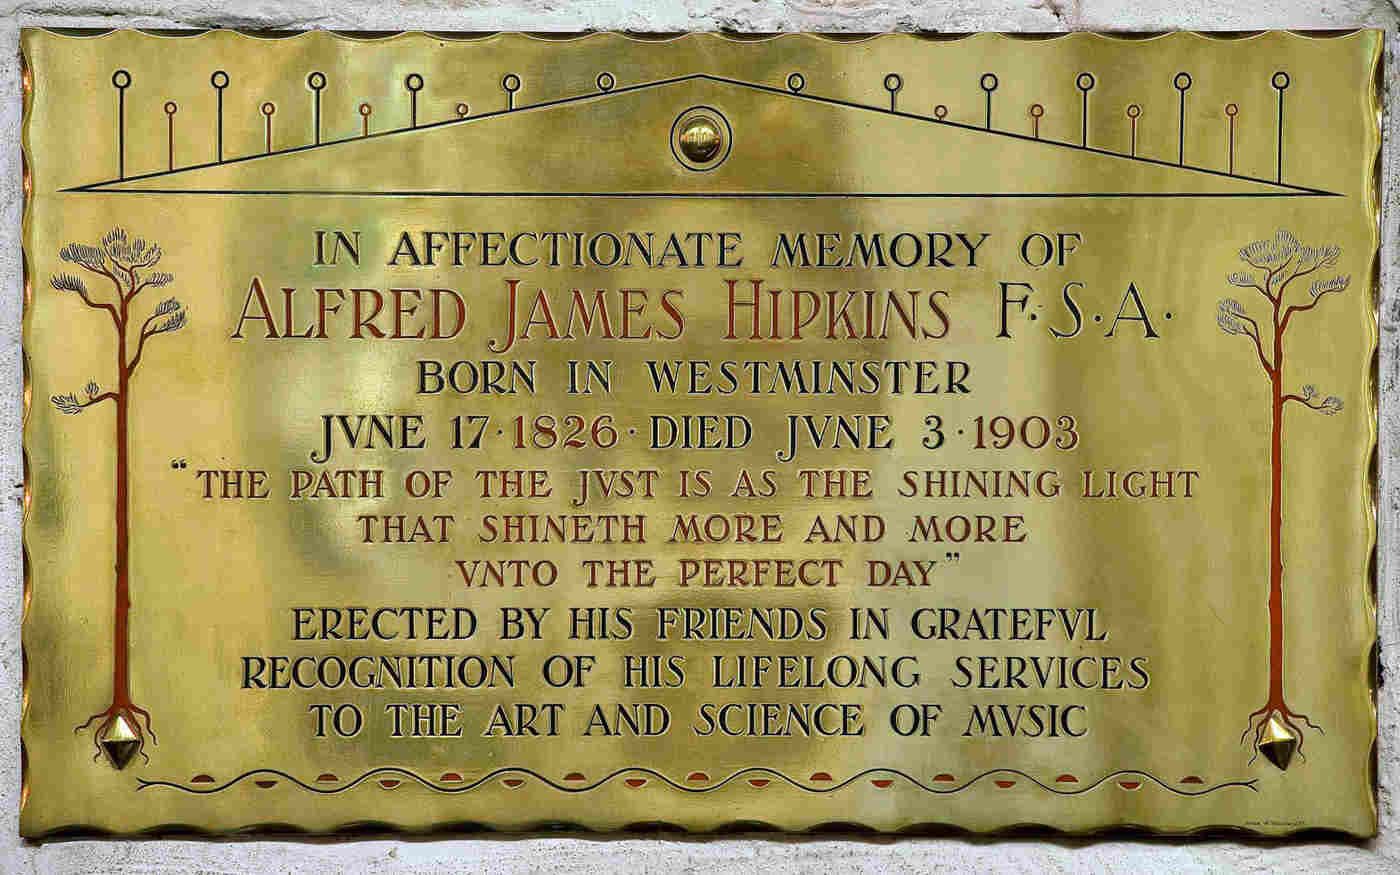 IN AFFECTIONATE MEMORY OF
ALFRED JAMES HIPKINS F.S.A.
BORN IN WESTMINSTER
JVNE 17 · 1826 · DIED JVNE 3 · 1903
“THE PATH OF THE JVST IS AS THE SHINING LIGHT
THAT SHINETH MORE AND MORE
VNTO THE PERFECT DAY”
ERECTED BY HIS FRIENDS IN GRATEFVL
RECOGNITION OF HIS LIFELONG SERVICES
TO THE ART AND SCIENCE OF MVSIC